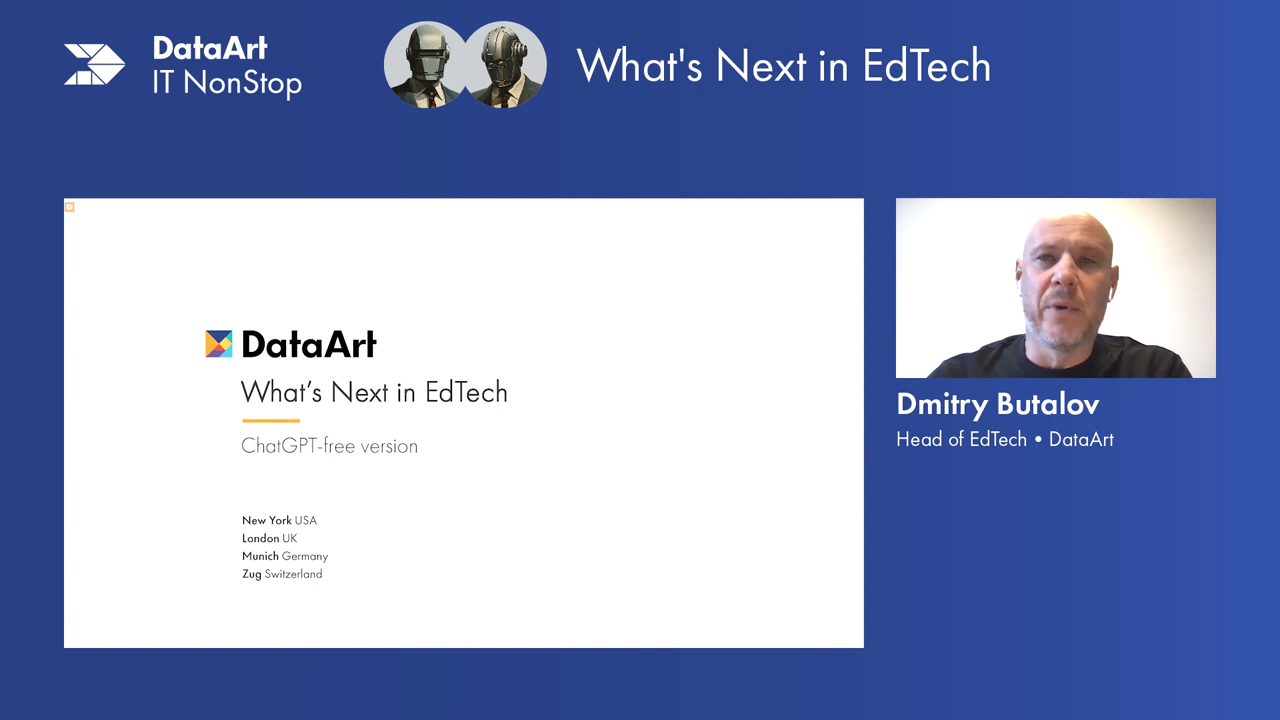 DataArt
IT NonStop
What's Next in EdTech
DataArt
What's Next in EdTech
ChatGPT-free version
New York USA
London UK
Munich Germany
Zug Switzerland
Dmitry Butalov
Head of EdTech • DataArt